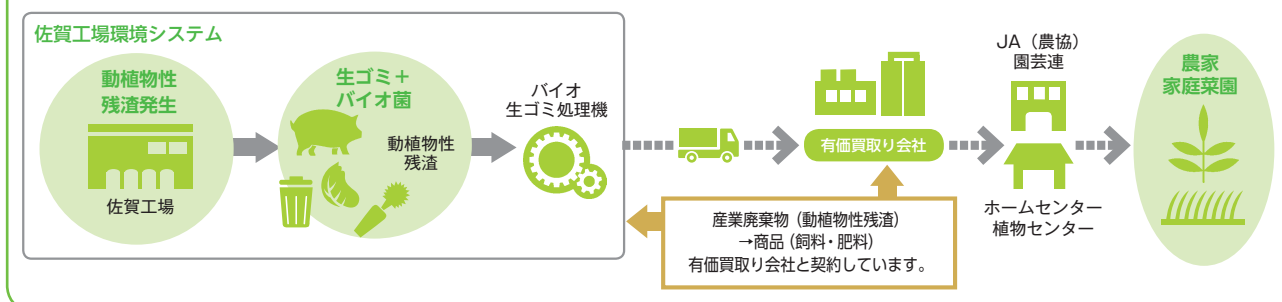 佐賀工場環境システム
動植物性
残渣発生
佐賀工場
生ゴミ＋
バイオ菌
動植物性
残渣
バイオ
生ゴミ処理機
有価買取り会社
産業廃棄物（動植物性残渣）
→商品（飼料・肥料）
有価買取り会社と契約しています。
JA（農協）
園芸連
ホームセンター
植物センター
農家
家庭菜園